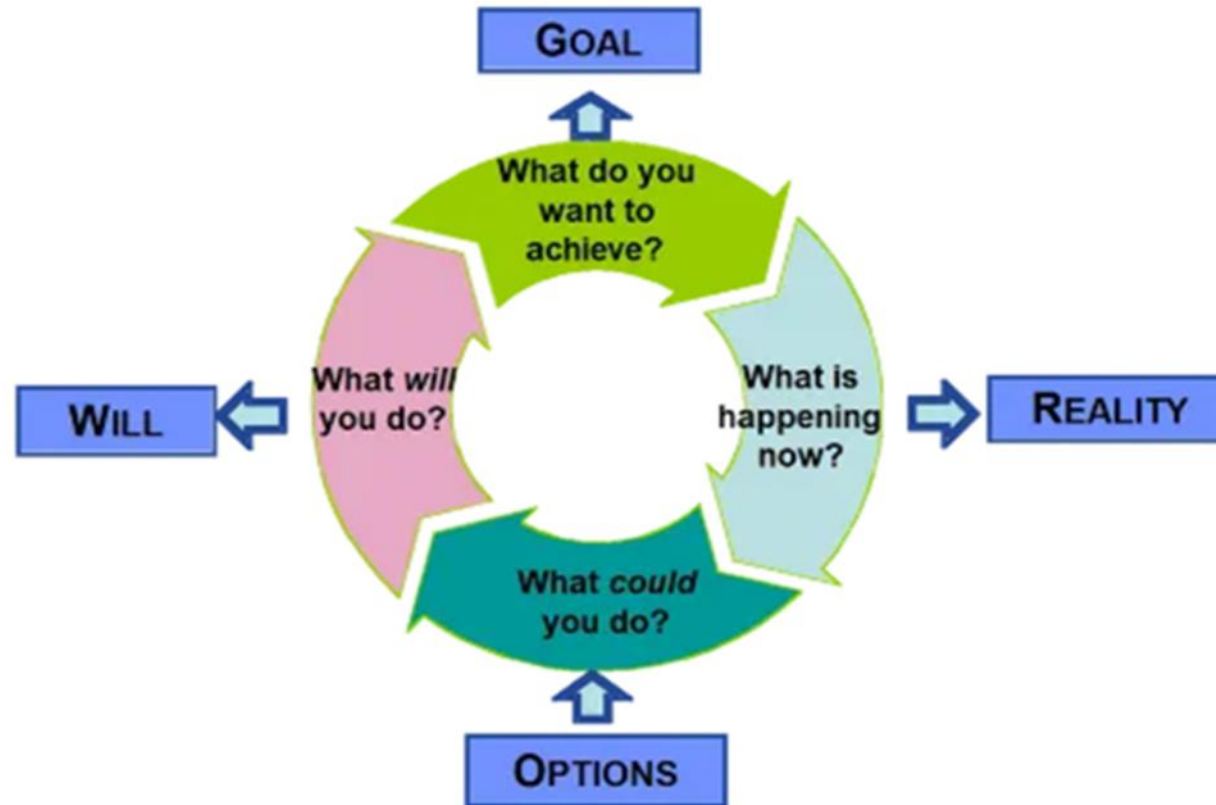 GOAL
What do you
want to
achieve?
What will
you do?
What is
happening
now?
WILL
REALITY
What could
you do?
OPTIONS